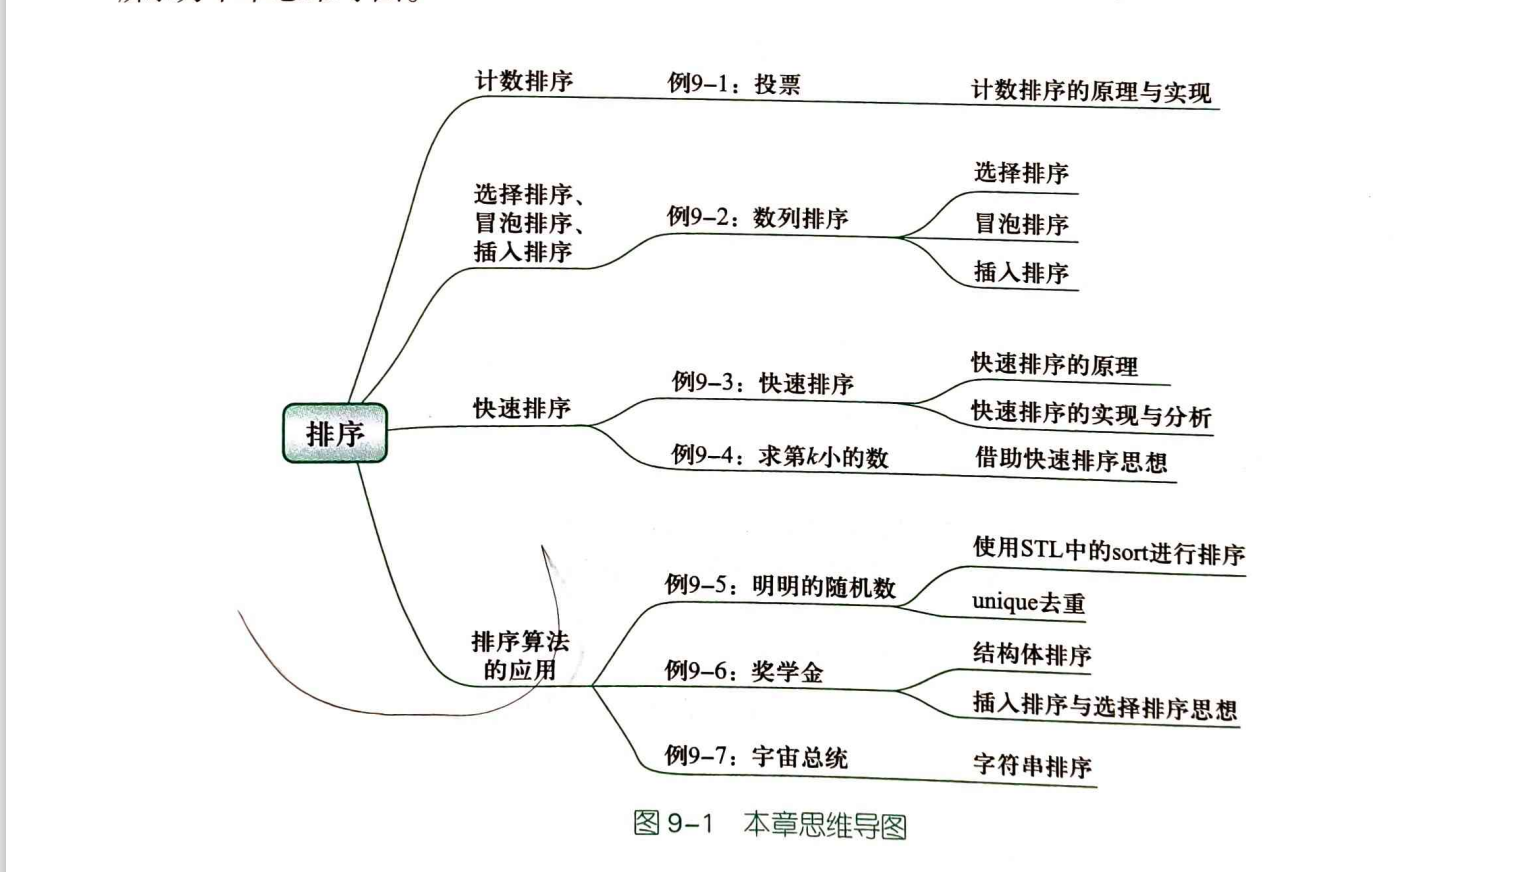 计数排序 例9-1：投票 计数排序的原理与实现
选择排序、
冒泡排序、
插入排序
例9-2：数列排序
选择排序
冒泡排序
插入排序
排序
快速排序
例9-3：快速排序
快速排序的原理
快速排序的实现与分析
例9-4：求第k小的数 借助快速排序思想
排序算法
的应用
例9-5：明明的随机数
使用STL中的sort进行排序
unique去重
例9-6：奖学金
结构体排序
插入排序与选择排序思想
例9-7：宇宙总统 字符串排序
图 9-1 本章思维导图